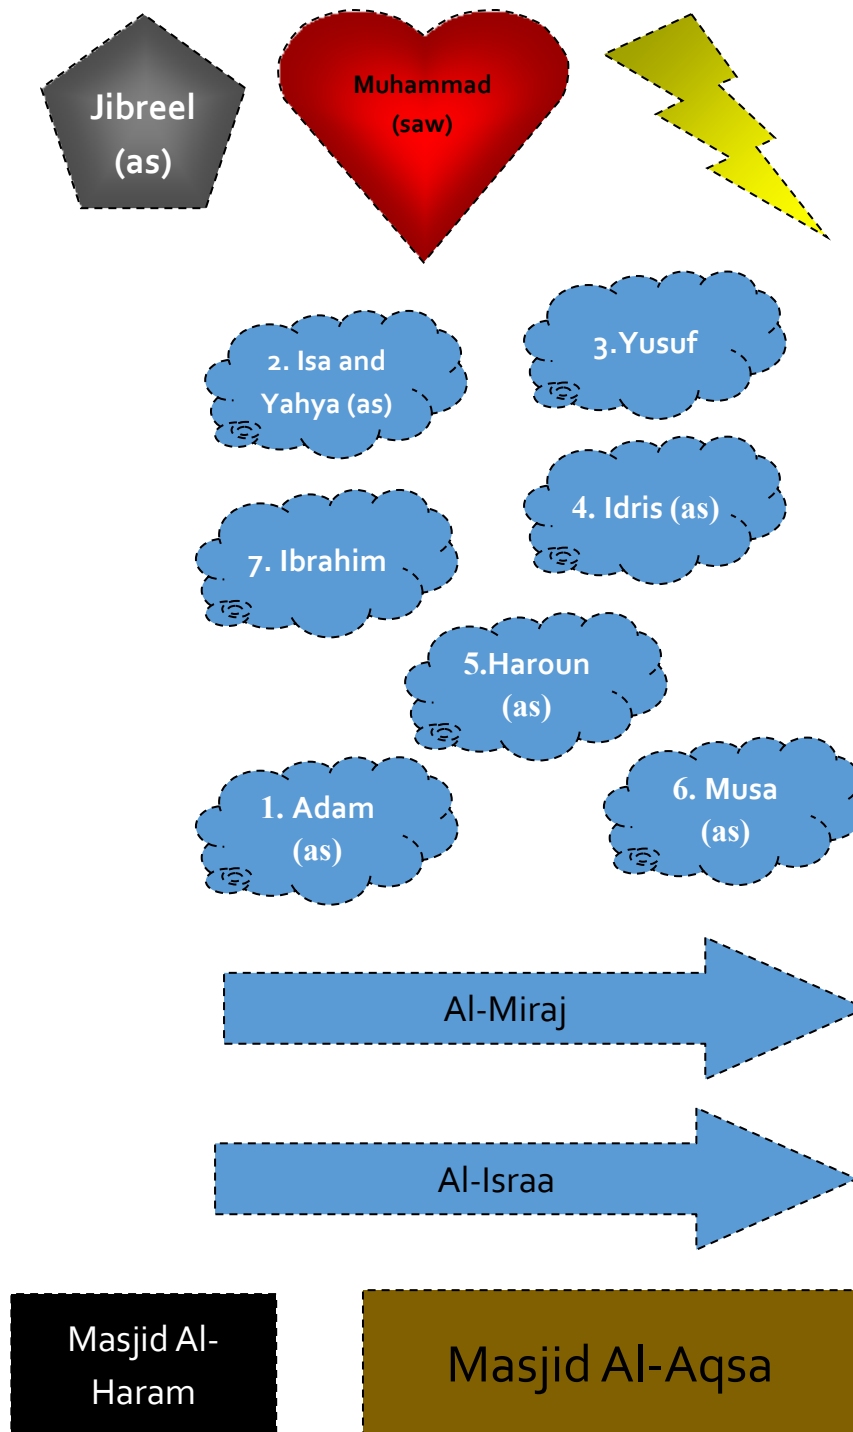 Jibreel
(as)
Muhammad
(saw)
2. Isa and
Yahya (as)
3.Yusuf
4. Idris (as)
7. Ibrahim
5.Haroun
(as)
1. Adam
(as)
6. Musa
(as)
Al-Miraj
Al-Israa
Masjid Al-
Haram
Masjid Al-Aqsa